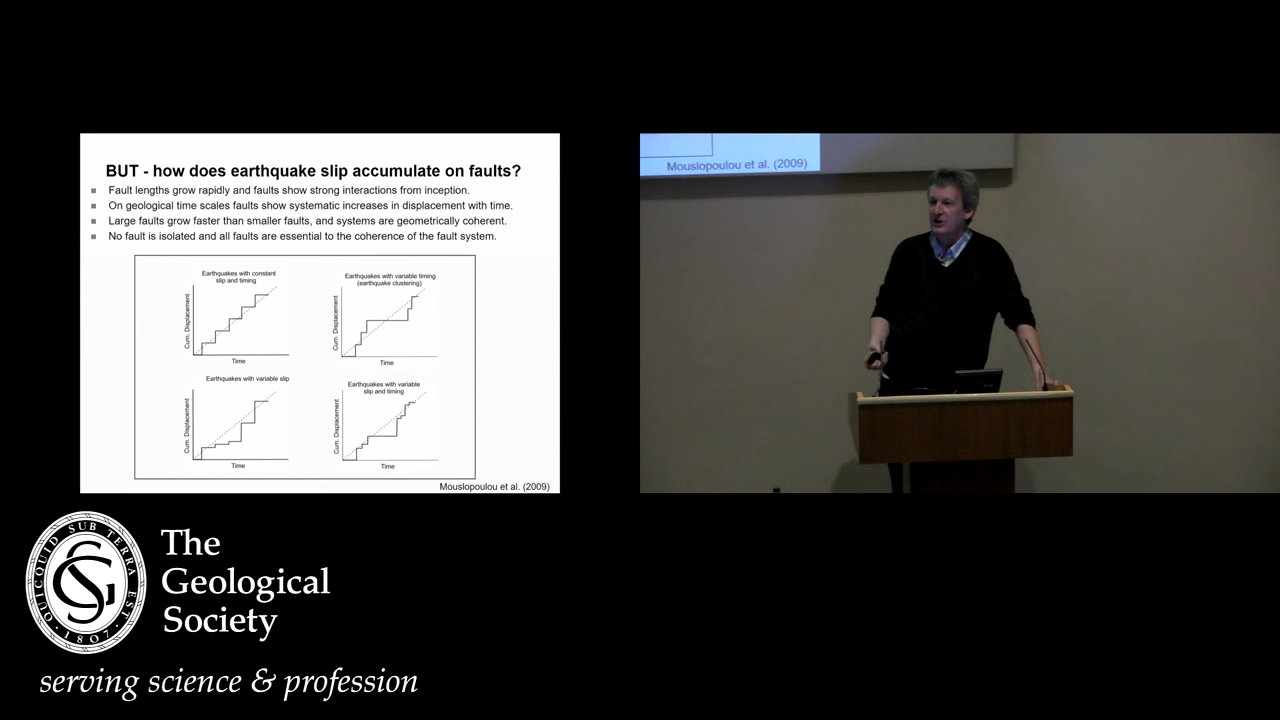 BUT - how does earthquake slip accumulate on faults?
Fault lengths grow rapidly and faults show strong interactions from inception.
On geological time scales faults show systematic increases in displacement with time.
Large faults grow faster than smaller faults, and systems are geometrically coherent.
No fault is isolated and all faults are essential to the coherence of the fault system.
Earthquakes with constant
slip and timing
Cum. Displacement
Time
Earthquakes with variable timing
(earthquake clustering)
Cum. Displacement
Time
Earthquakes with variable slip
Cum. Displacement
Time
Earthquakes with variable
slip and timing
Cum. Displacement
Time
Mouslopoulou et al. (2009)
Mouslopoulou et al. (2009)
QUICQUID SUB TERRA EST
· 1807 ·
GS
The
Geological
Society
serving science & profession